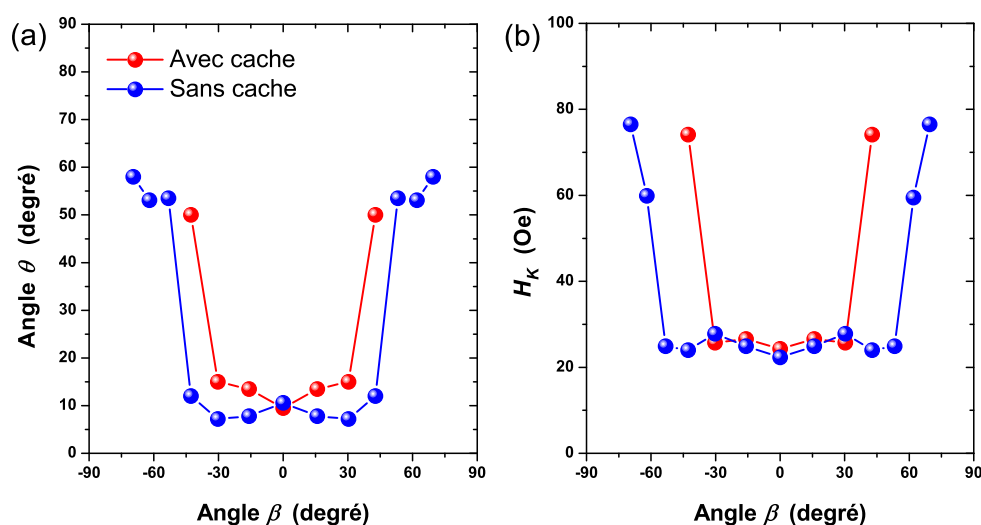 (a)
Avec cache
Sans cache
Angle θ (degré)
90
80
70
60
50
40
30
20
10
0
-90 -60 -30 0 30 60 90
Angle β (degré)
(b)
H_K (Oe)
100
80
60
40
20
0
-90 -60 -30 0 30 60 90
Angle β (degré)